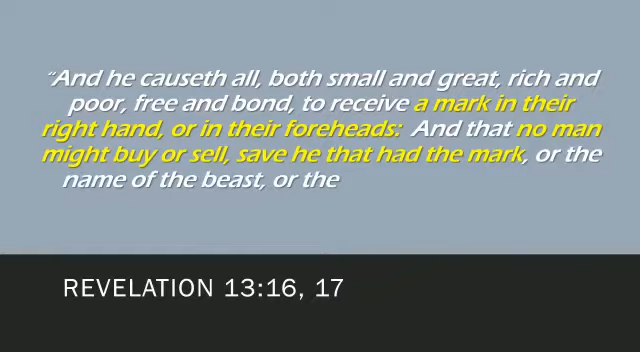 “And he causeth all, both small and great, rich and
poor, free and bond, to receive a mark in their
right hand, or in their foreheads:  And that no man
might buy or sell, save he that had the mark, or the
name of the beast, or the
REVELATION 13:16, 17